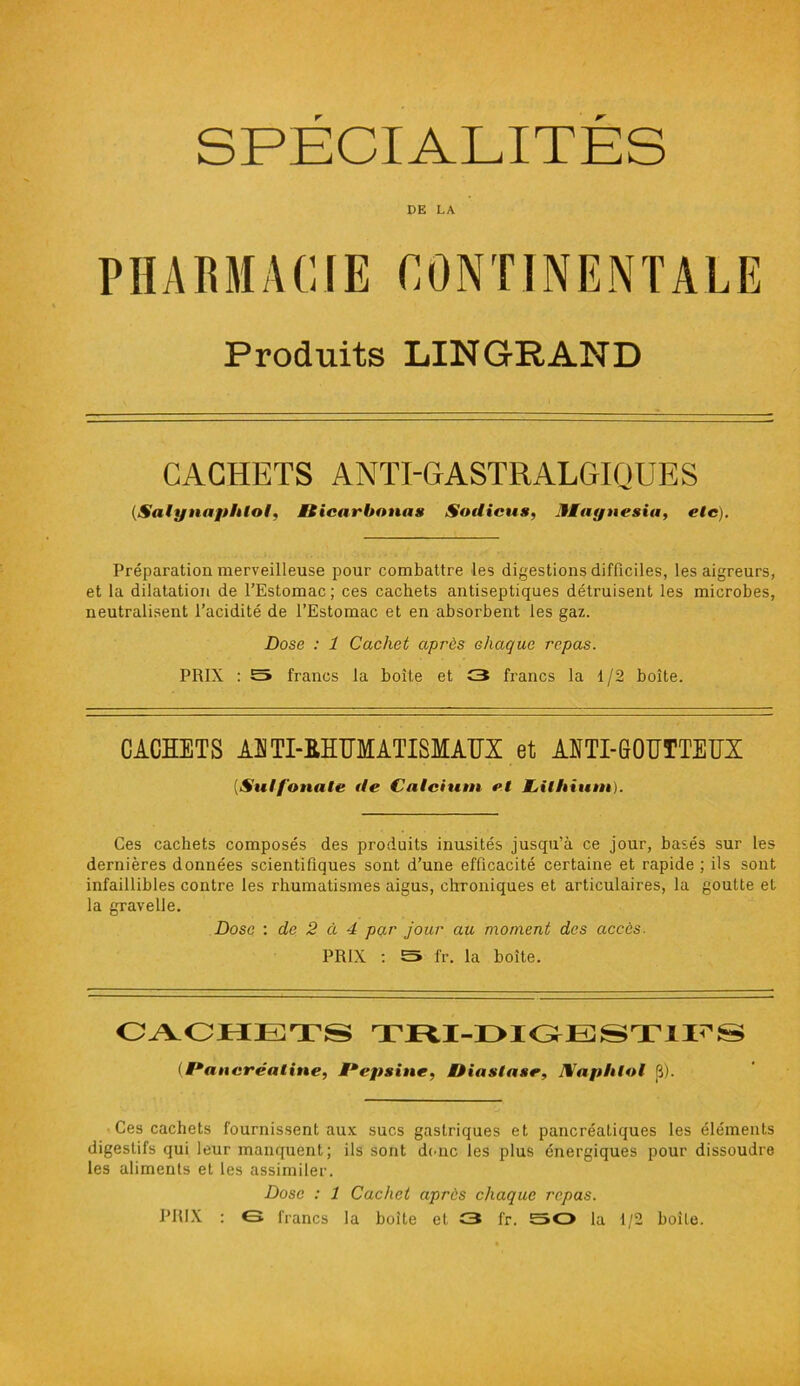 SPÉCIALITÉS
DE LA
PHARMACIE CONTINENTALE
Produits LINGRAND
CACHETS ANTI-GASTRALGIQUES
(Salynaphtol, Bicarbonas Sodicus, Magnesia, etc).
Préparation merveilleuse pour combattre les digestions difficiles, les aigreurs,
et la dilatation de l'Estomac; ces cachets antiseptiques détruisent les microbes,
neutralisent l'acidité de l'Estomac et en absorbent les gaz.
Dose : 1 Cachet après chaque repas.
PRIX : 5 francs la boîte et 3 francs la 1/2 boîte.
CACHETS ANTI-RHUMATISMAUX et ANTI-GOUTTEUX
(Sulfonate de Calcium et Lithium).
Ces cachets composés des produits inusités jusqu'à ce jour, basés sur les
dernières données scientifiques sont d'une efficacité certaine et rapide ; ils sont
infaillibles contre les rhumatismes aigus, chroniques et articulaires, la goutte et
la gravelle.
Dose : de 2 à 4 par jour au moment des accès.
PRIX : 5 fr. la boîte.
CACHETS TRI-DIGESTIFS
(Pancréatine, Pepsine, Diastase, Naphtol β).
Ces cachets fournissent aux sucs gastriques et pancréatiques les éléments
digestifs qui leur manquent; ils sont donc les plus énergiques pour dissoudre
les aliments et les assimiler.
Dose : 1 Cachet après chaque repas.
PRIX : 6 francs la boîte et 3 fr. 50 la 1/2 boîte.